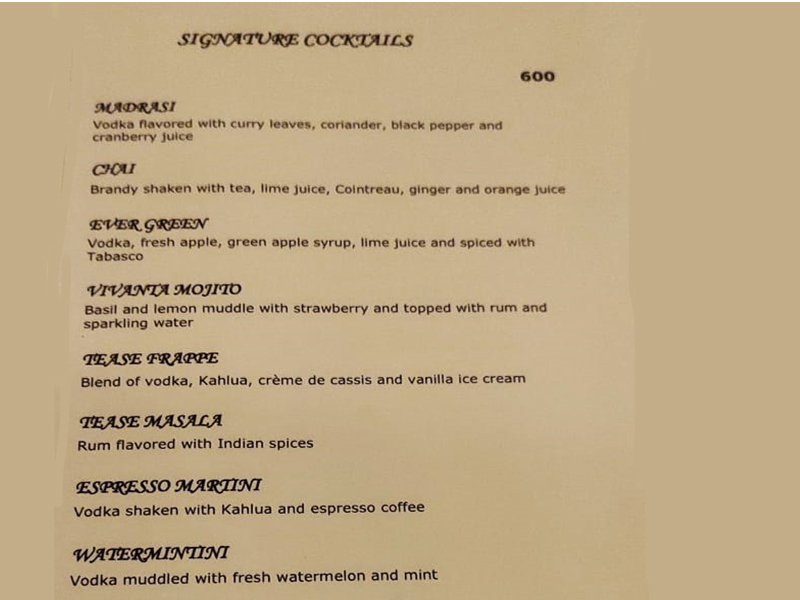 SIGNATURE COCKTAILS
600
MADRASI
Vodka flavored with curry leaves, coriander, black pepper and
cranberry juice
CHAI
Brandy shaken with tea, lime juice, Cointreau, ginger and orange juice
EVER GREEN
Vodka, fresh apple, green apple syrup, lime juice and spiced with
Tabasco
VIVANTA MOJITO
Basil and lemon muddle with strawberry and topped with rum and
sparkling water
TEASE FRAPPE
Blend of vodka, Kahlua, crème de cassis and vanilla ice cream
TEASE MASALA
Rum flavored with Indian spices
ESPRESSO MARTINI
Vodka shaken with Kahlua and espresso coffee
WATERMINTINI
Vodka muddled with fresh watermelon and mint